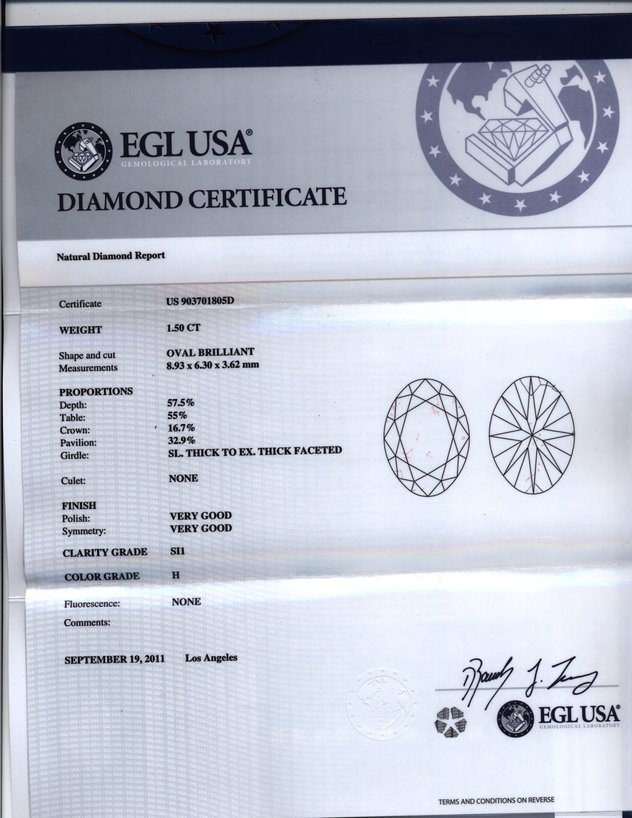 EGL USA®
GEMOLOGICAL LABORATORY
DIAMOND CERTIFICATE
Natural Diamond Report
Certificate US 903701805D
WEIGHT 1.50 CT
Shape and cut OVAL BRILLIANT
Measurements 8.93 x 6.30 x 3.62 mm
PROPORTIONS
Depth: 57.5%
Table: 55%
Crown: 16.7%
Pavilion: 32.9%
Girdle: SL. THICK TO EX. THICK FACETED
Culet: NONE
FINISH
Polish: VERY GOOD
Symmetry: VERY GOOD
CLARITY GRADE SI1
COLOR GRADE H
Fluorescence: NONE
Comments:
SEPTEMBER 19, 2011 Los Angeles
EGL USA®
GEMOLOGICAL LABORATORY
TERMS AND CONDITIONS ON REVERSE